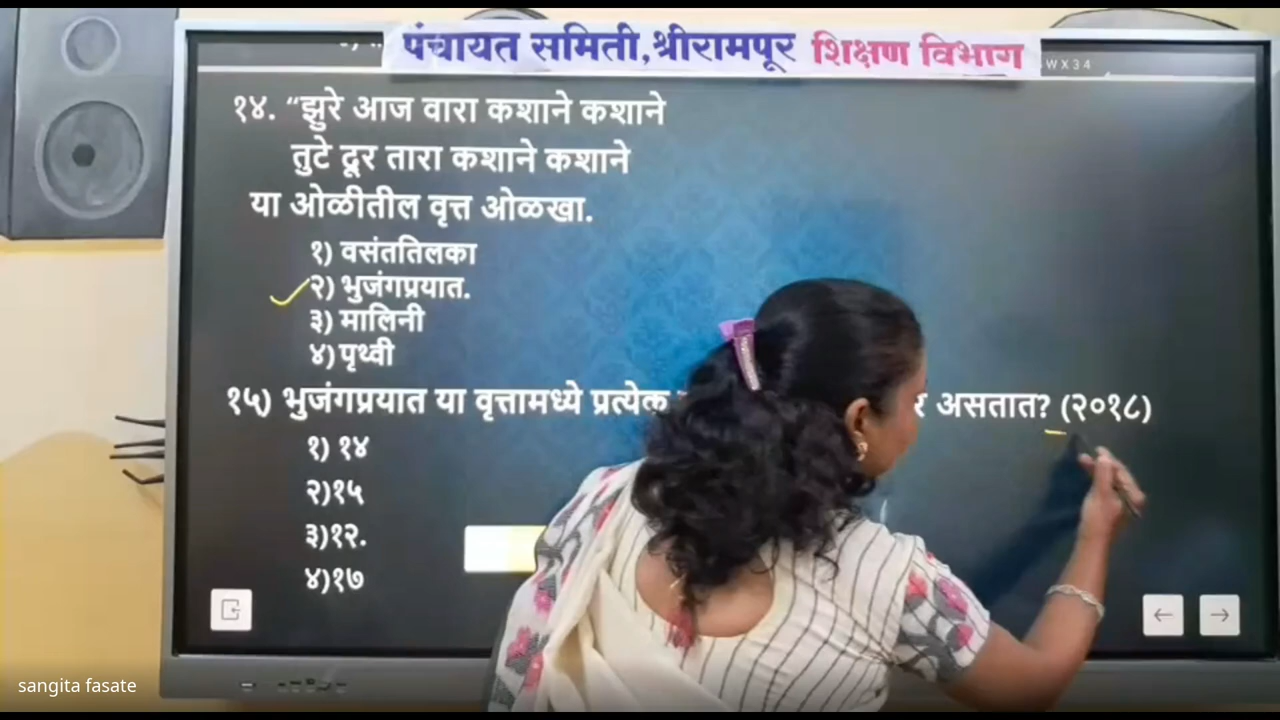 पंचायत समिती,श्रीरामपूर शिक्षण विभाग
WX34
१४. “झुरे आज वारा कशाने कशाने
तुटे दूर तारा कशाने कशाने
या ओळीतील वृत्त ओळखा.
१) वसंततिलका
२) भुजंगप्रयात.
३) मालिनी
४) पृथ्वी
१५) भुजंगप्रयात या वृत्तामध्ये प्रत्येक असतात? (२०१८)
१) १४
२)१५
३)१२.
४)१७
sangita fasate